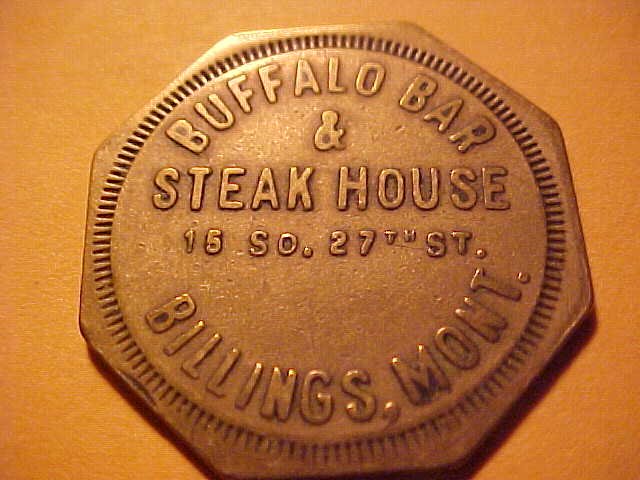 BUFFALO BAR
&
STEAK HOUSE
15 SO. 27TH ST.
BILLINGS, MONT.